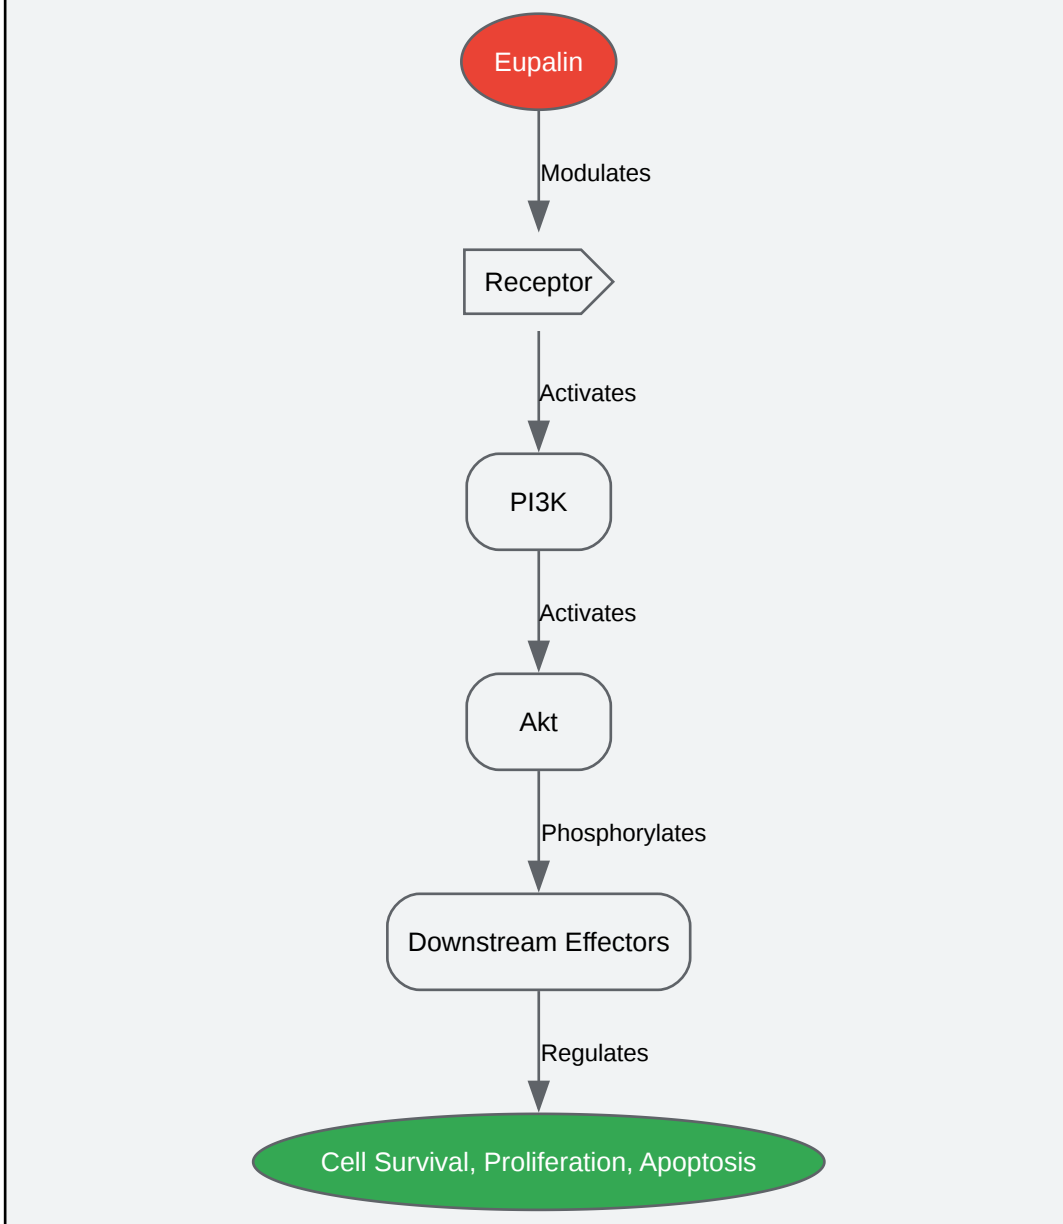 Eupalin
Modulates
Receptor
Activates
PI3K
Activates
Akt
Phosphorylates
Downstream Effectors
Regulates
Cell Survival, Proliferation, Apoptosis